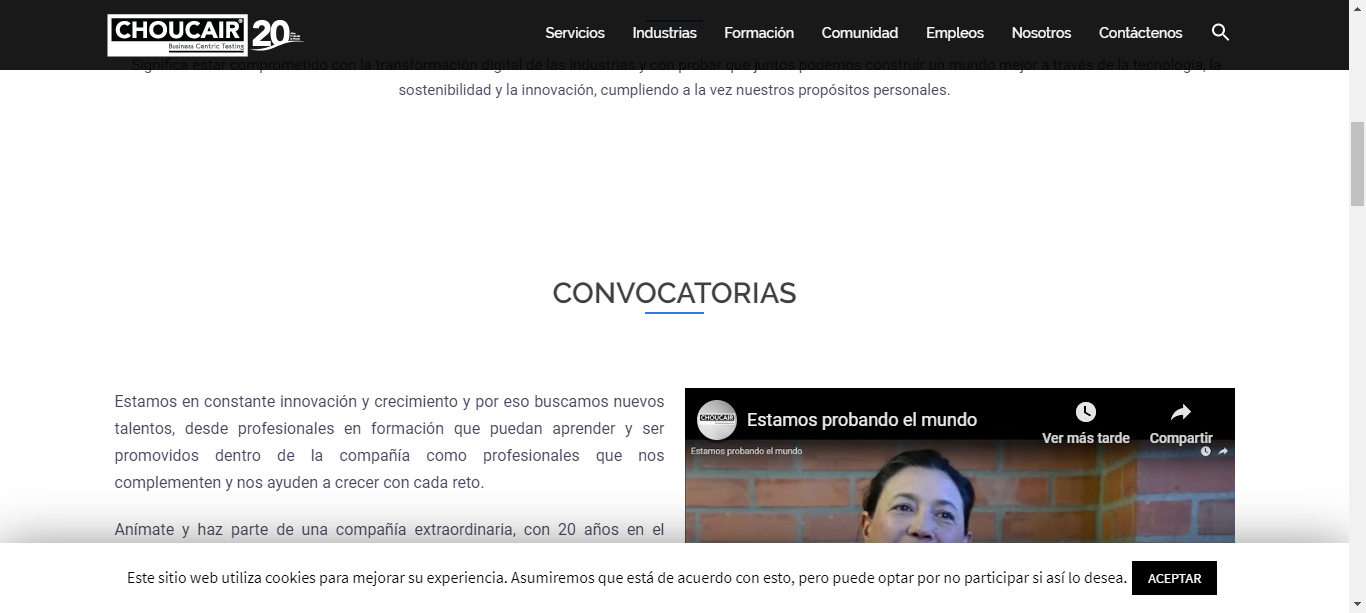 CHOUCAIR
Business Centric Testing
20
Servicios Industrias Formación Comunidad Empleos Nosotros Contáctenos
Significa estar comprometido con la transformación digital de las industrias y con probar que juntos podemos construir un mundo mejor a través de la tecnología, la
sostenibilidad y la innovación, cumpliendo a la vez nuestros propósitos personales.
CONVOCATORIAS
Estamos en constante innovación y crecimiento y por eso buscamos nuevos
talentos, desde profesionales en formación que puedan aprender y ser
promovidos dentro de la compañía como profesionales que nos
complementen y nos ayuden a crecer con cada reto.
Anímate y haz parte de una compañía extraordinaria, con 20 años en el
CHOUCAIR
Estamos probando el mundo
Ver más tarde Compartir
Estamos probando el mundo
Este sitio web utiliza cookies para mejorar su experiencia. Asumiremos que está de acuerdo con esto, pero puede optar por no participar si así lo desea. ACEPTAR